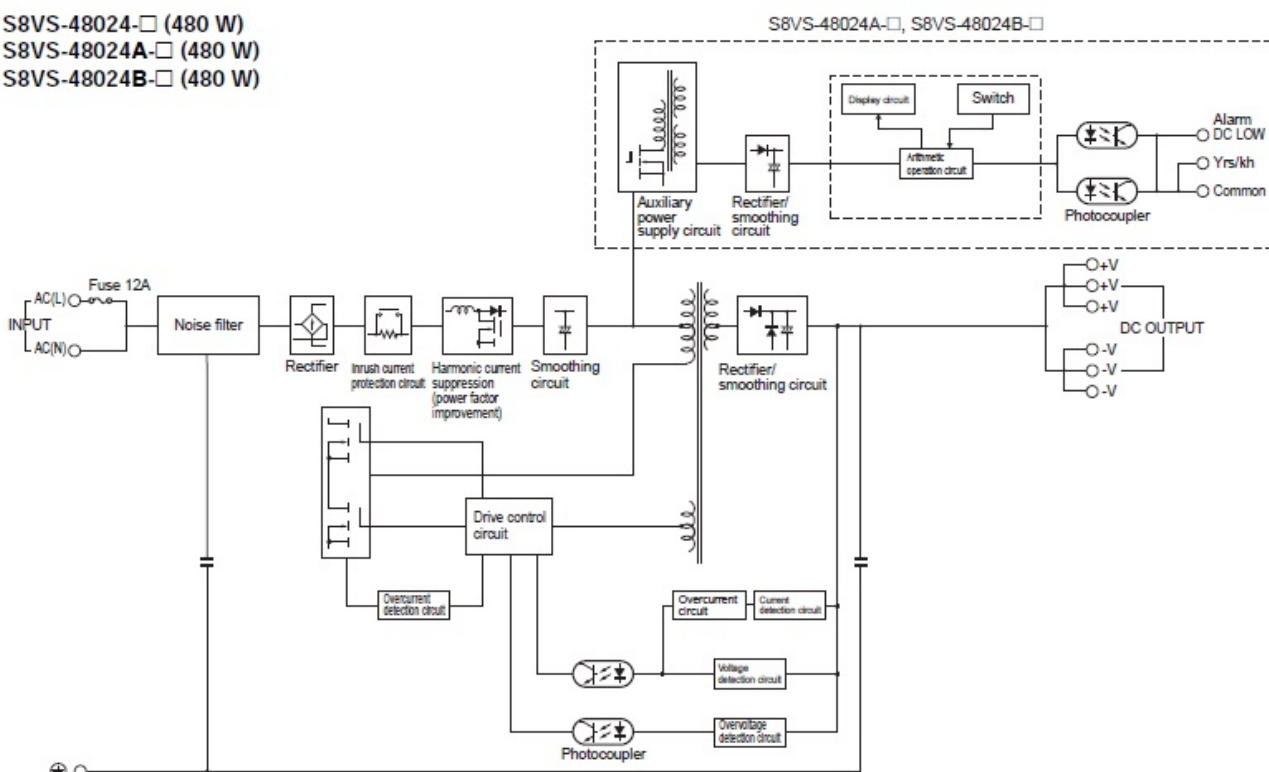 S8VS-48024-□ (480 W)
S8VS-48024A-□ (480 W)
S8VS-48024B-□ (480 W)
S8VS-48024A-□, S8VS-48024B-□
Display circuit
Switch
Arithmetic
operation circuit
Alarm
DC LOW
Yrs/kh
Common
Photocoupler
Auxiliary
power
supply circuit
Rectifier/
smoothing
circuit
Fuse 12A
AC(L)
INPUT
AC(N)
Noise filter
Rectifier
Inrush current
protection circuit
Harmonic current
suppression
(power factor
improvement)
Smoothing
circuit
Rectifier/
smoothing circuit
+V
+V
+V
DC OUTPUT
-V
-V
-V
Drive control
circuit
Overcurrent
detection circuit
Overcurrent
circuit
Current
detection circuit
Voltage
detection circuit
Overvoltage
detection circuit
Photocoupler